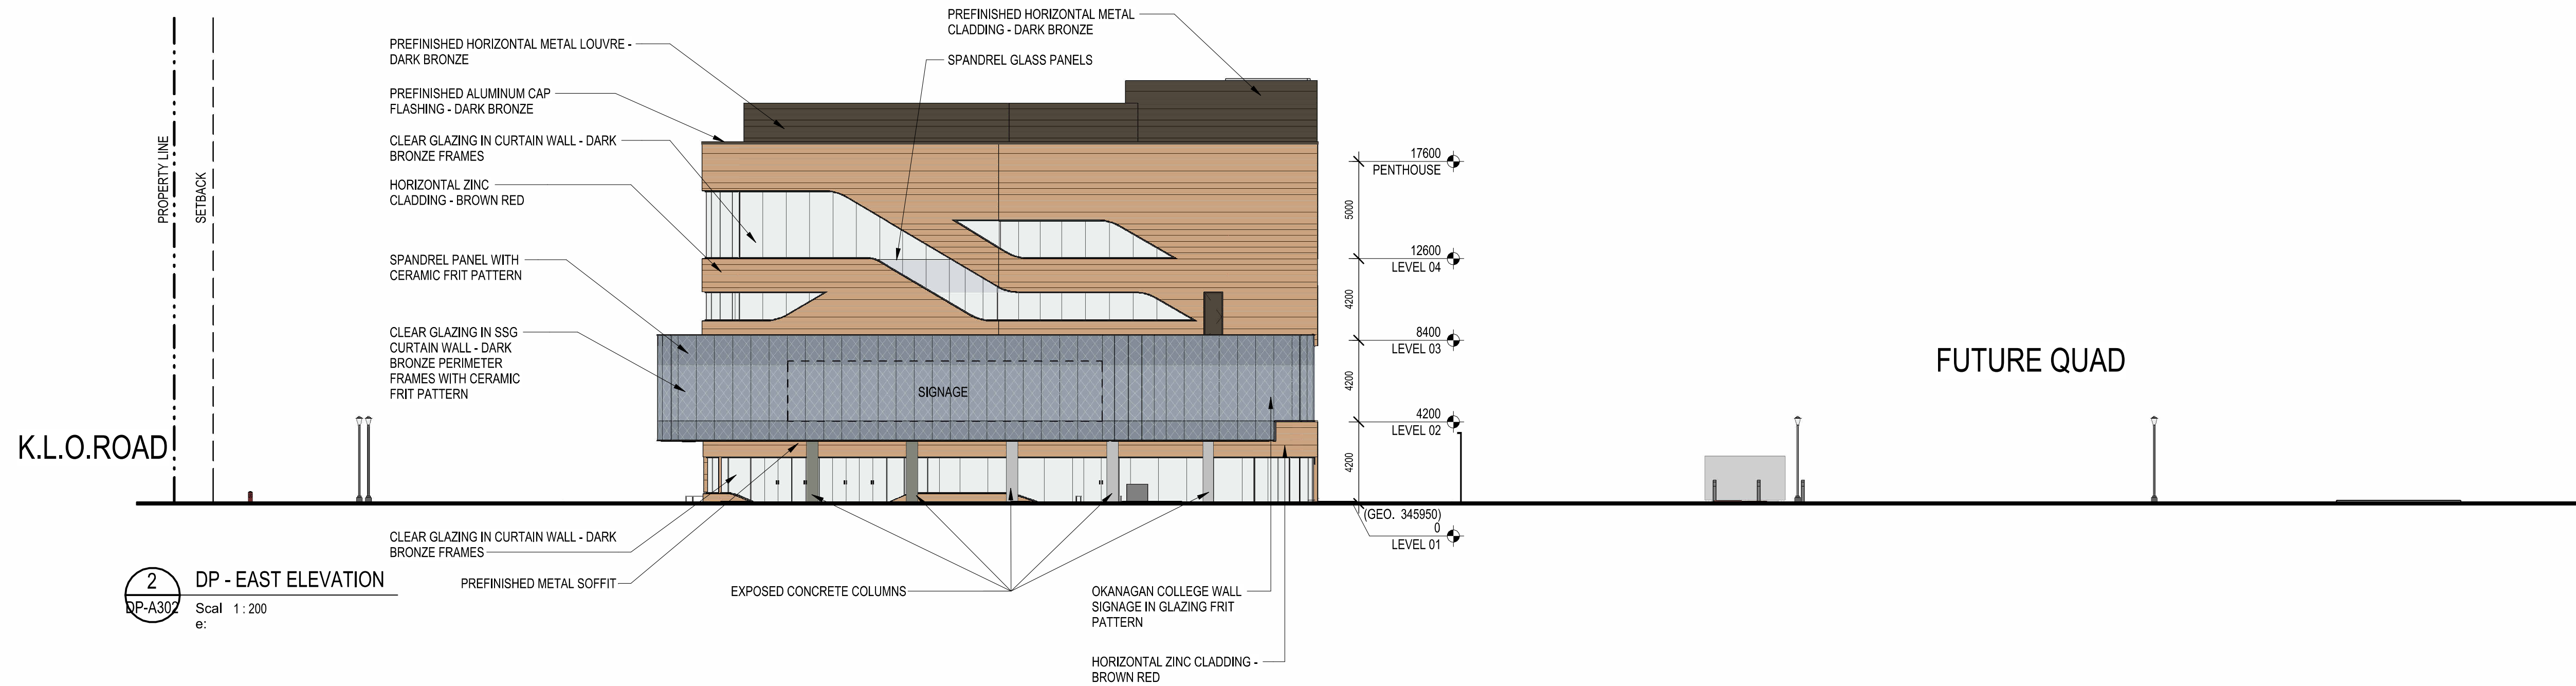 PREFINISHED HORIZONTAL METAL
CLADDING - DARK BRONZE
PREFINISHED HORIZONTAL METAL LOUVRE -
DARK BRONZE
SPANDREL GLASS PANELS
PREFINISHED ALUMINUM CAP
FLASHING - DARK BRONZE
CLEAR GLAZING IN CURTAIN WALL - DARK
BRONZE FRAMES
HORIZONTAL ZINC
CLADDING - BROWN RED
SPANDREL PANEL WITH
CERAMIC FRIT PATTERN
CLEAR GLAZING IN SSG
CURTAIN WALL - DARK
BRONZE PERIMETER
FRAMES WITH CERAMIC
FRIT PATTERN
PROPERTY LINE
SETBACK
K.L.O.ROAD
SIGNAGE
17600
PENTHOUSE
5000
12600
LEVEL 04
4200
8400
LEVEL 03
4200
4200
LEVEL 02
4200
(GEO. 345950)
0
LEVEL 01
FUTURE QUAD
CLEAR GLAZING IN CURTAIN WALL - DARK
BRONZE FRAMES
PREFINISHED METAL SOFFIT
EXPOSED CONCRETE COLUMNS
OKANAGAN COLLEGE WALL
SIGNAGE IN GLAZING FRIT
PATTERN
HORIZONTAL ZINC CLADDING -
BROWN RED
2
DP-A302
DP - EAST ELEVATION
Scal 1 : 200
e: